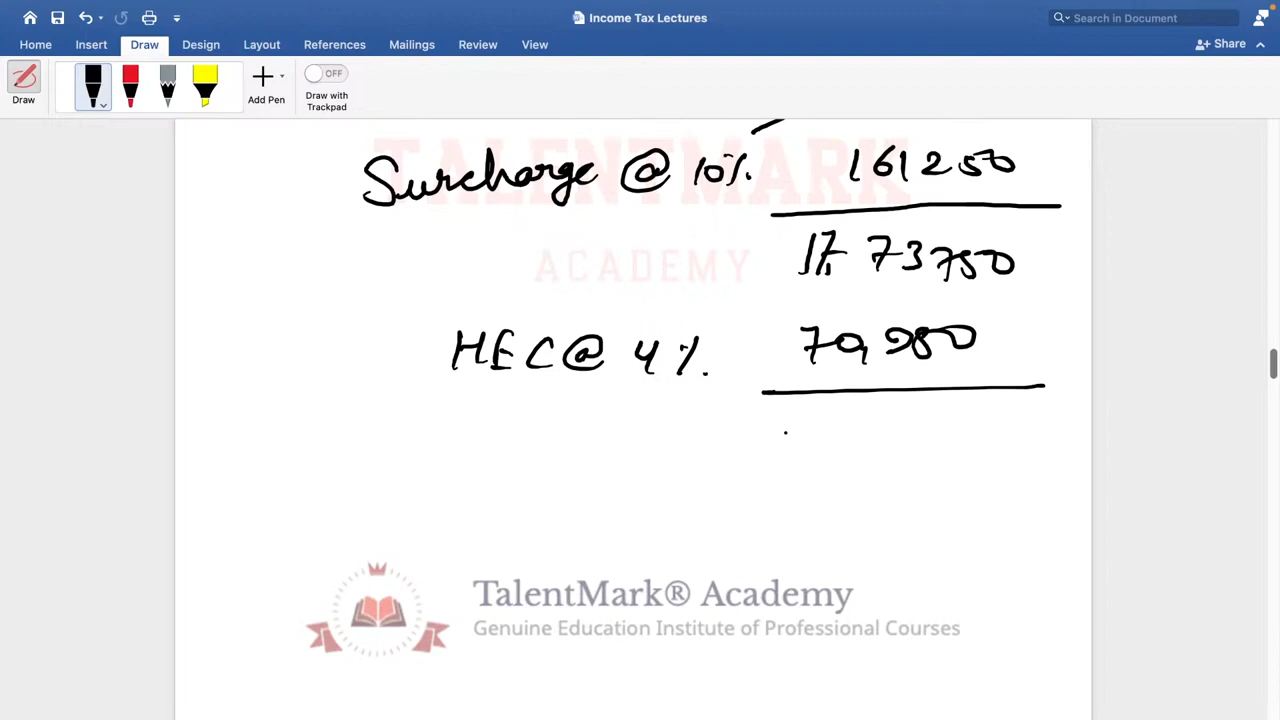 Income Tax Lectures
Search in Document
Home Insert Draw Design Layout References Mailings Review View
Share
Draw
Add Pen
OFF
Draw with
Trackpad
TALENTMARK
ACADEMY
Surcharge @ 10% 161250
17,73750
HEC @ 4% 70,950
TalentMark® Academy
Genuine Education Institute of Professional Courses